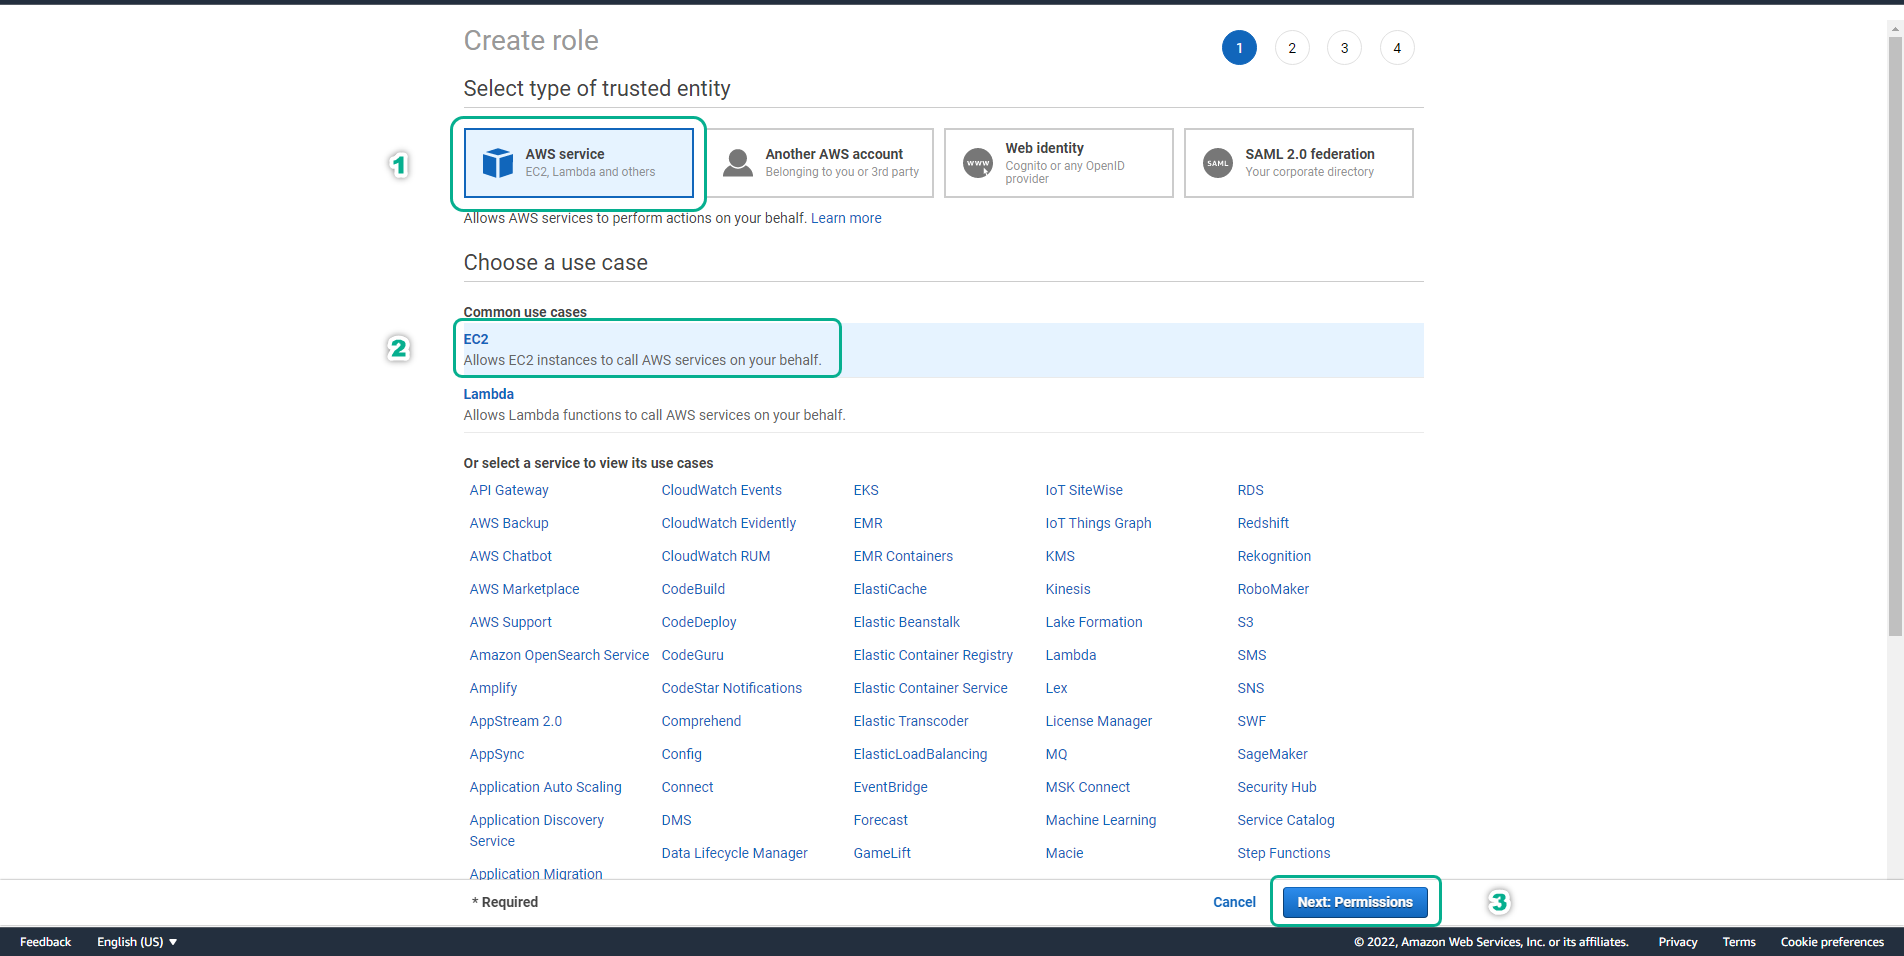 Create role
1 2 3 4
Select type of trusted entity
1
AWS service
EC2, Lambda and others
Another AWS account
Belonging to you or 3rd party
WWW
Web identity
Cognito or any OpenID
provider
SAML
SAML 2.0 federation
Your corporate directory
Allows AWS services to perform actions on your behalf. Learn more
Choose a use case
Common use cases
2
EC2
Allows EC2 instances to call AWS services on your behalf.
Lambda
Allows Lambda functions to call AWS services on your behalf.
Or select a service to view its use cases
API Gateway CloudWatch Events EKS IoT SiteWise RDS
AWS Backup CloudWatch Evidently EMR IoT Things Graph Redshift
AWS Chatbot CloudWatch RUM EMR Containers KMS Rekognition
AWS Marketplace CodeBuild ElastiCache Kinesis RoboMaker
AWS Support CodeDeploy Elastic Beanstalk Lake Formation S3
Amazon OpenSearch Service CodeGuru Elastic Container Registry Lambda SMS
Amplify CodeStar Notifications Elastic Container Service Lex SNS
AppStream 2.0 Comprehend Elastic Transcoder License Manager SWF
AppSync Config ElasticLoadBalancing MQ SageMaker
Application Auto Scaling Connect EventBridge MSK Connect Security Hub
Application Discovery DMS Forecast Machine Learning Service Catalog
Service
Data Lifecycle Manager GameLift Macie Step Functions
Application Migration
* Required
Cancel Next: Permissions
3
Feedback English (US) © 2022, Amazon Web Services, Inc. or its affiliates. Privacy Terms Cookie preferences